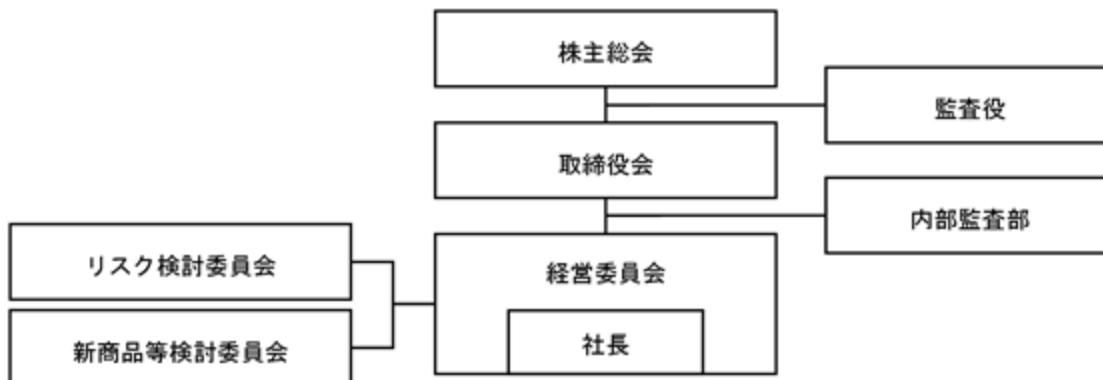 株主総会
監査役
取締役会
内部監査部
リスク検討委員会
経営委員会
新商品等検討委員会
社長